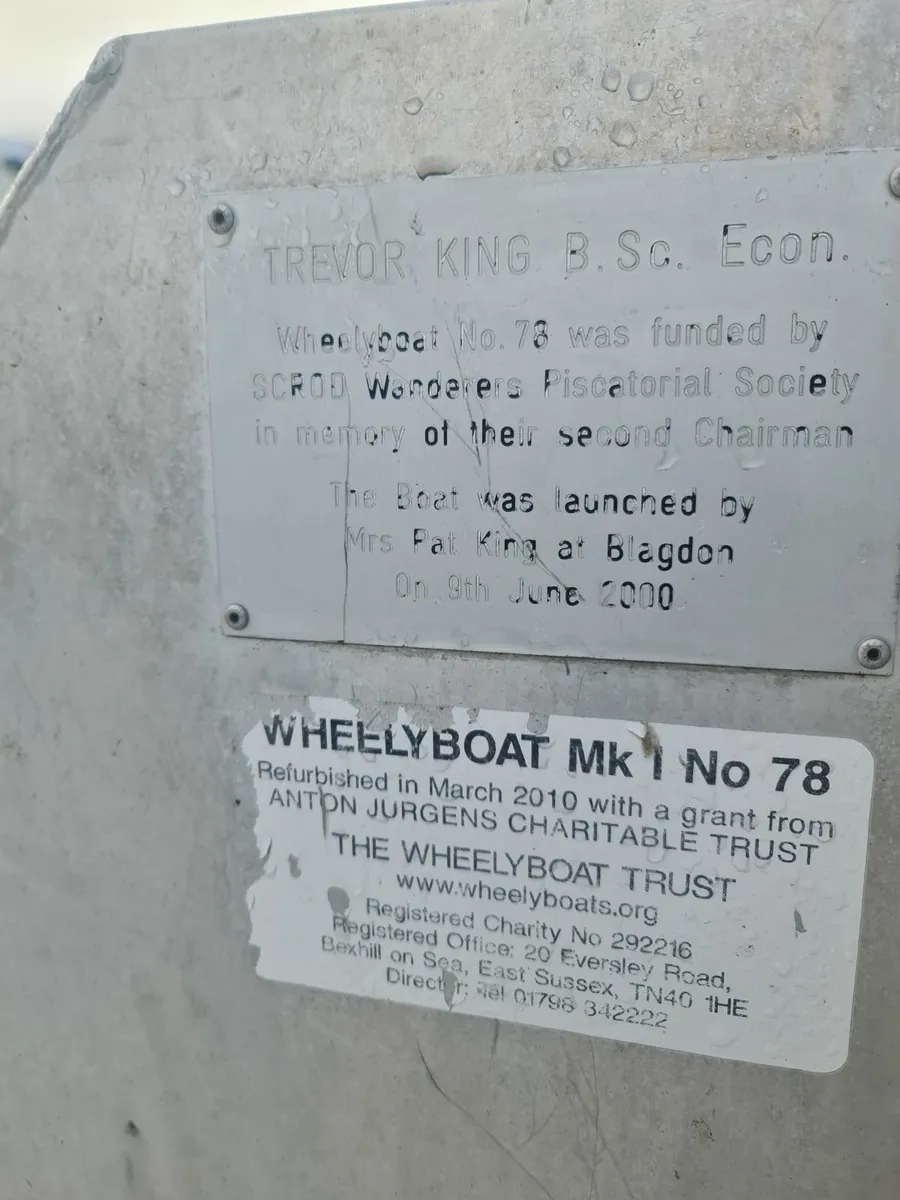 TREVOR KING B.Sc. Econ.
Wheelyboat No.78 was funded by
SCROD Wanderers Piscatorial Society
in memory of their second Chairman
The Boat was launched by
Mrs Pat King at Blagdon
On 9th June 2000
WHEELYBOAT Mk I No 78
Refurbished in March 2010 with a grant from
ANTON JURGENS CHARITABLE TRUST
THE WHEELYBOAT TRUST
www.wheelyboats.org
Registered Charity No 292216
Registered Office: 20 Eversley Road,
Bexhill on Sea, East Sussex, TN40 1HE
Director: Tel 01798 342222